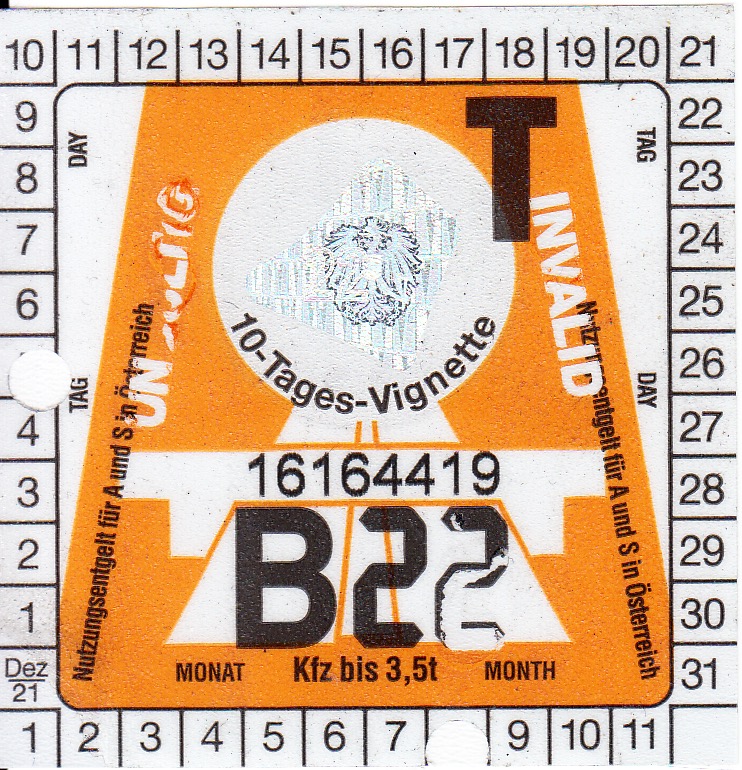 10 11 12 13 14 15 16 17 18 19 20 21
9 22
8 23
7 24
6 25
26
4 27
3 28
2 29
1 30
Dez
21
31
1 2 3 4 5 6 7 9 10 11
DAY
TAG
T
INVALID
10-Tages-Vignette
TAG
DAY
Nutzungsentgelt für A und S in Österreich
Nutzungsentgelt für A und S in Österreich
16164419
B22
MONAT Kfz bis 3,5t MONTH